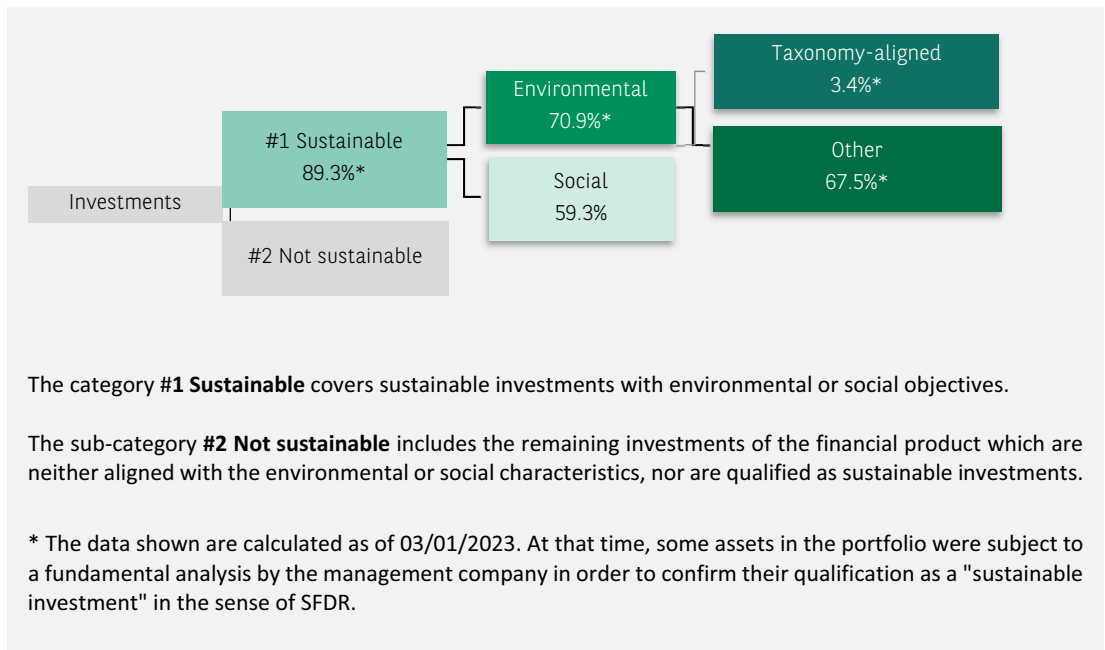 Taxonomy-aligned
3.4%*
Environmental
70.9%*
#1 Sustainable
89.3%*
Other
67.5%*
Social
59.3%
Investments
#2 Not sustainable
The category #1 Sustainable covers sustainable investments with environmental or social objectives.
The sub-category #2 Not sustainable includes the remaining investments of the financial product which are
neither aligned with the environmental or social characteristics, nor are qualified as sustainable investments.
* The data shown are calculated as of 03/01/2023. At that time, some assets in the portfolio were subject to
a fundamental analysis by the management company in order to confirm their qualification as a "sustainable
investment" in the sense of SFDR.